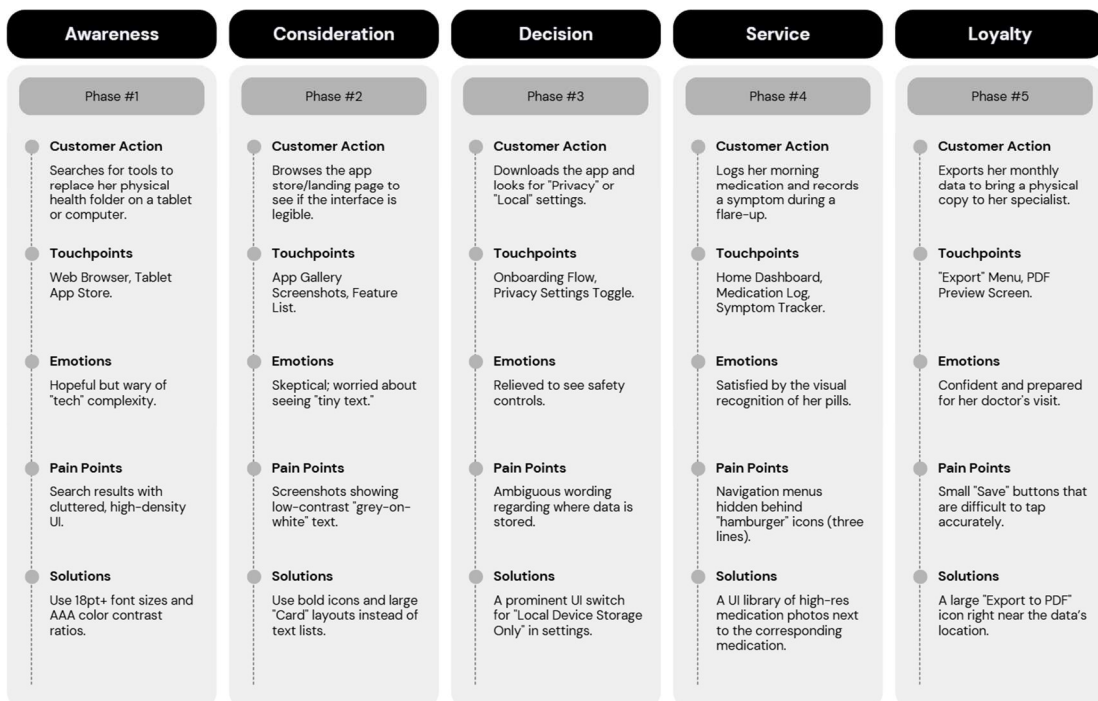 Awareness
Phase #1
Customer Action
Searches for tools to
replace her physical
health folder on a tablet
or computer.
Touchpoints
Web Browser, Tablet
App Store.
Emotions
Hopeful but wary of
"tech" complexity.
Pain Points
Search results with
cluttered, high-density
UI.
Solutions
Use 18pt+ font sizes and
AAA color contrast
ratios.
Consideration
Phase #2
Customer Action
Browses the app
store/landing page to
see if the interface is
legible.
Touchpoints
App Gallery
Screenshots, Feature
List.
Emotions
Skeptical; worried about
seeing "tiny text."
Pain Points
Screenshots showing
low-contrast "grey-on-
white" text.
Solutions
Use bold icons and large
"Card" layouts instead of
text lists.
Decision
Phase #3
Customer Action
Downloads the app and
looks for "Privacy" or
"Local" settings.
Touchpoints
Onboarding Flow,
Privacy Settings Toggle.
Emotions
Relieved to see safety
controls.
Pain Points
Ambiguous wording
regarding where data is
stored.
Solutions
A prominent UI switch
for "Local Device Storage
Only" in settings.
Service
Phase #4
Customer Action
Logs her morning
medication and records
a symptom during a
flare-up.
Touchpoints
Home Dashboard,
Medication Log,
Symptom Tracker.
Emotions
Satisfied by the visual
recognition of her pills.
Pain Points
Navigation menus
hidden behind
"hamburger" icons (three
lines).
Solutions
A UI library of high-res
medication photos next
to the corresponding
medication.
Loyalty
Phase #5
Customer Action
Exports her monthly
data to bring a physical
copy to her specialist.
Touchpoints
"Export" Menu, PDF
Preview Screen.
Emotions
Confident and prepared
for her doctor's visit.
Pain Points
Small "Save" buttons that
are difficult to tap
accurately.
Solutions
A large "Export to PDF"
icon right near the data's
location.